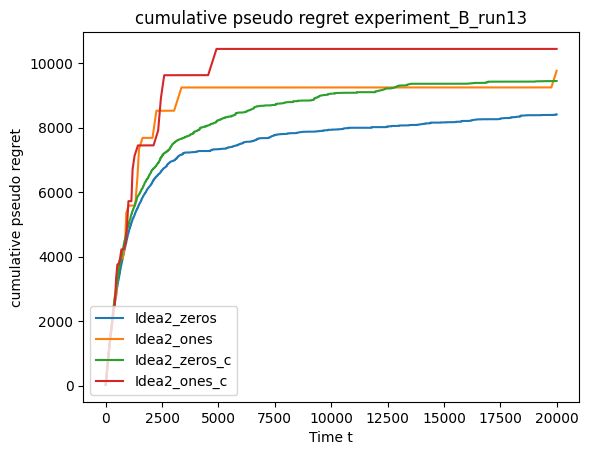 cumulative pseudo regret experiment_B_run13
cumulative pseudo regret
10000
8000
6000
4000
2000
0
Idea2_zeros
Idea2_ones
Idea2_zeros_c
Idea2_ones_c
0 2500 5000 7500 10000 12500 15000 17500 20000
Time t